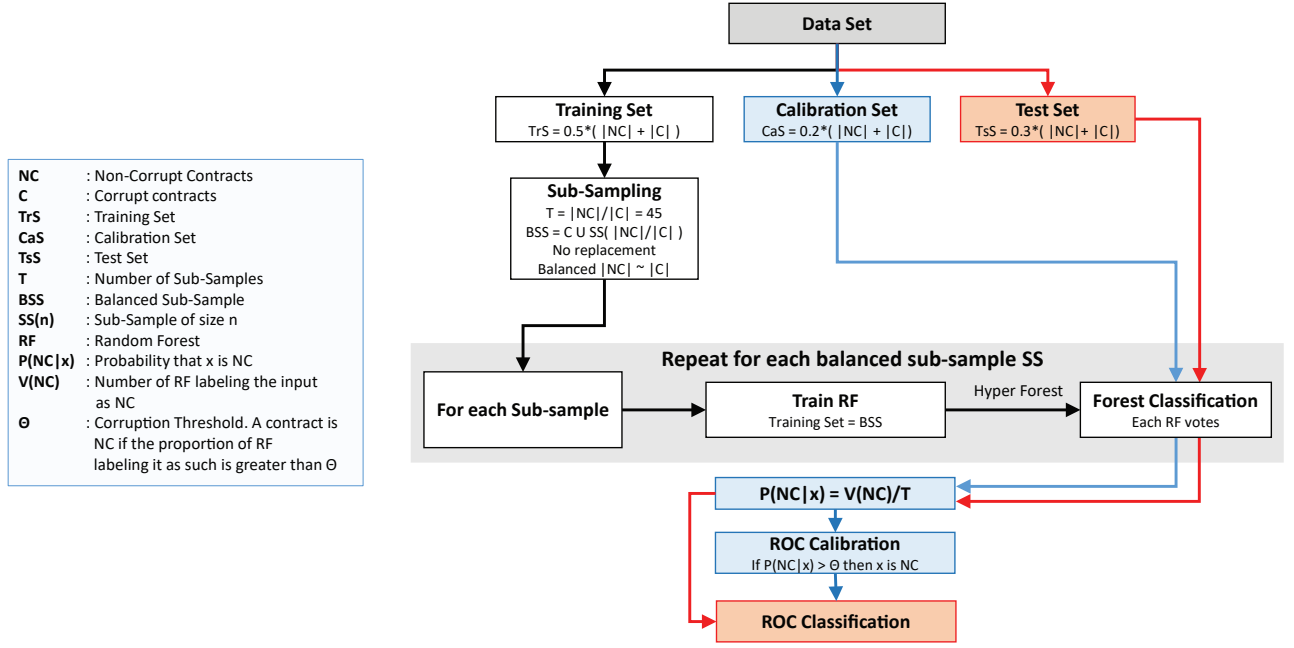 Data Set
Training Set
TrS = 0.5*( |NC| + |C| )
Calibration Set
CaS = 0.2*( |NC| + |C|)
Test Set
TsS = 0.3*( |NC|+ |C|)
Sub-Sampling
T = |NC|/|C| = 45
BSS = C U SS( |NC|/|C| )
No replacement
Balanced |NC| ~ |C|
NC : Non-Corrupt Contracts
C : Corrupt contracts
TrS : Training Set
CaS : Calibration Set
TsS : Test Set
T : Number of Sub-Samples
BSS : Balanced Sub-Sample
SS(n) : Sub-Sample of size n
RF : Random Forest
P(NC|x) : Probability that x is NC
V(NC) : Number of RF labeling the input
as NC
Θ : Corruption Threshold. A contract is
NC if the proportion of RF
labeling it as such is greater than Θ
Repeat for each balanced sub-sample SS
For each Sub-sample
Train RF
Training Set = BSS
Hyper Forest
Forest Classification
Each RF votes
P(NC|x) = V(NC)/T
ROC Calibration
If P(NC|x) > Θ then x is NC
ROC Classification